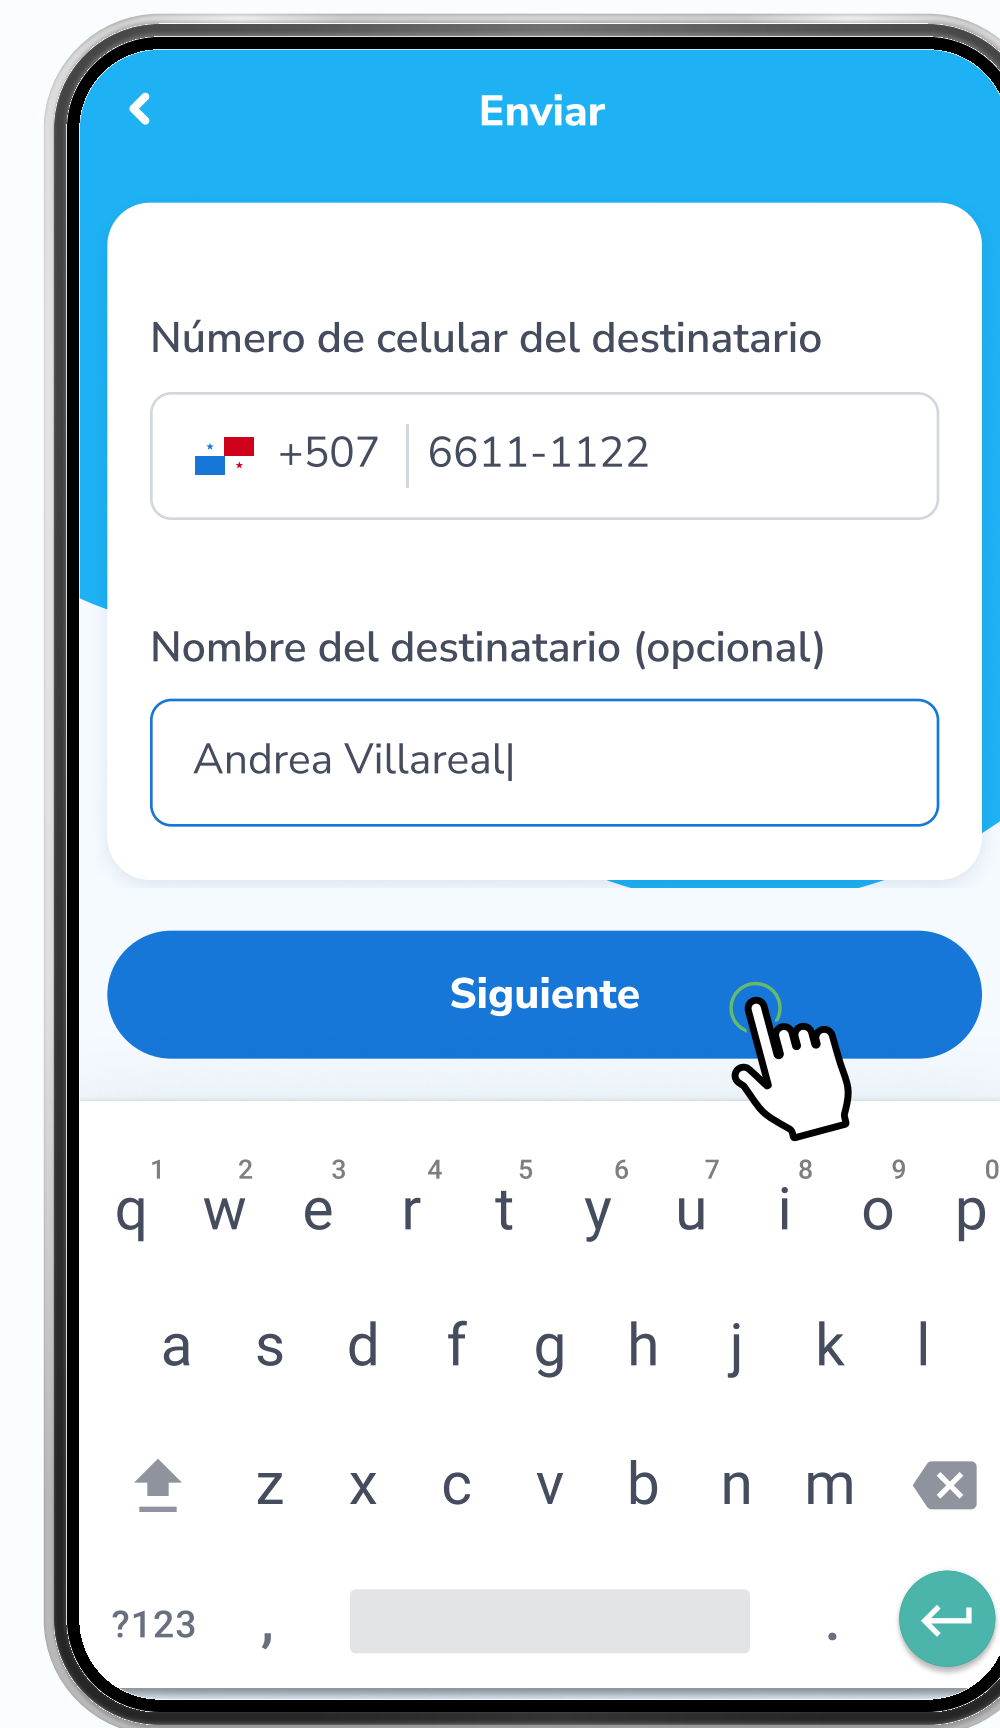 Enviar
Número de celular del destinatario
+507 6611-1122
Nombre del destinatario (opcional)
Andrea Villareal
Siguiente
1 2 3 4 5 6 7 8 9 0
q w e r t y u i o p
a s d f g h j k l
z x c v b n m
?123 , .